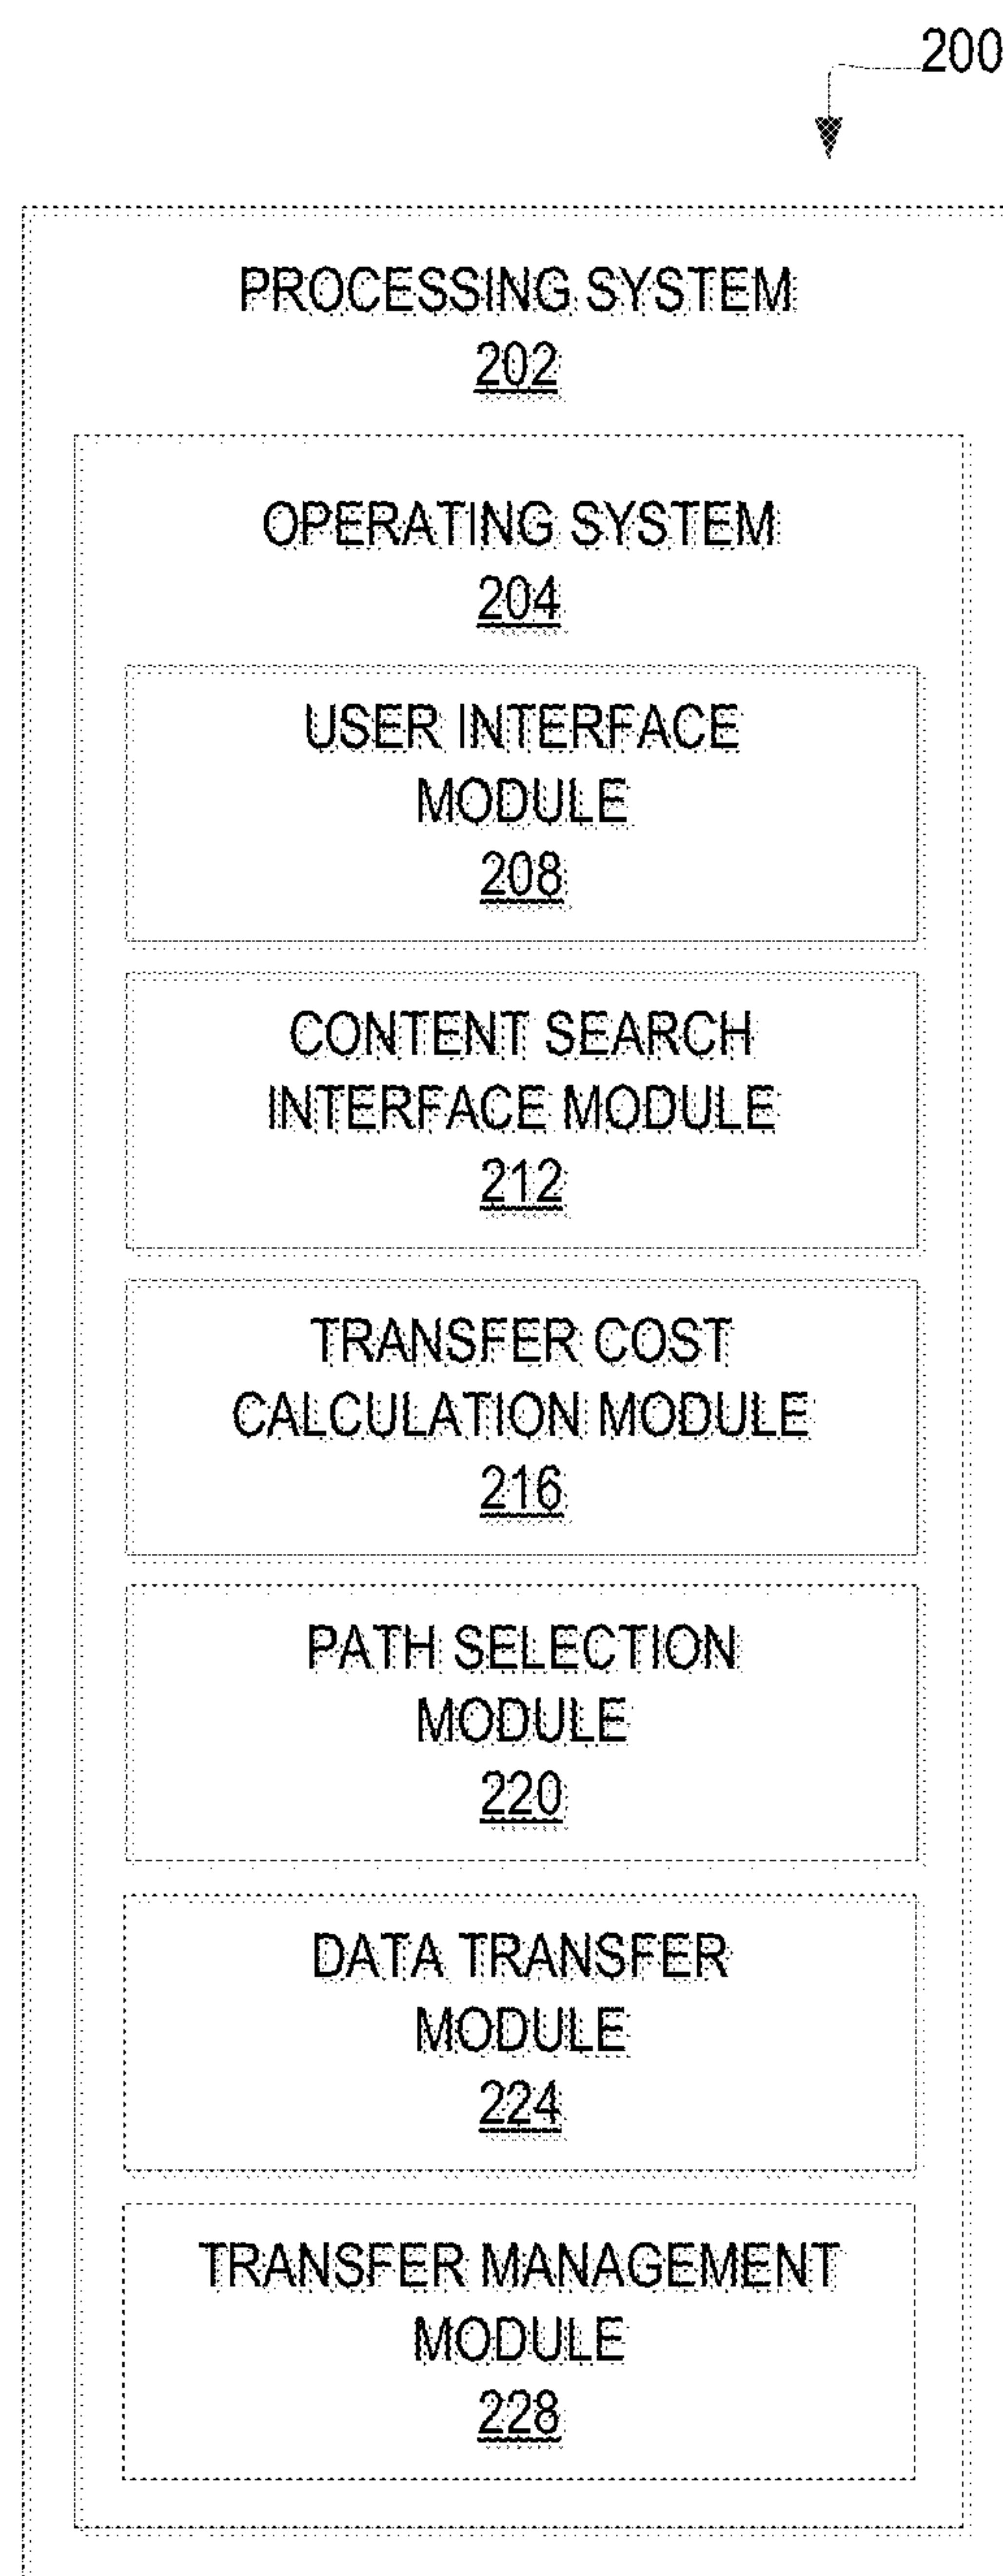 200
PROCESSING SYSTEM
202
OPERATING SYSTEM
204
USER INTERFACE
MODULE
208
CONTENT SEARCH
INTERFACE MODULE
212
TRANSFER COST
CALCULATION MODULE
216
PATH SELECTION
MODULE
220
DATA TRANSFER
MODULE
224
TRANSFER MANAGEMENT
MODULE
228